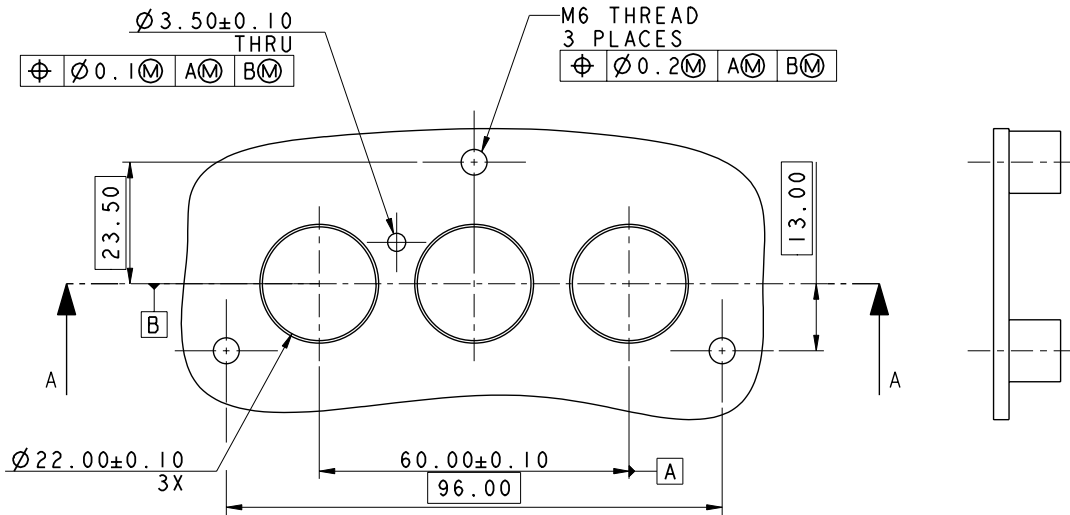 Ø3.50±0.10
THRU
⌖ Ø0.1Ⓜ AⓂ BⓂ
M6 THREAD
3 PLACES
⌖ Ø0.2Ⓜ AⓂ BⓂ
23.50
13.00
B
A
A
Ø22.00±0.10
3X
60.00±0.10
A
96.00